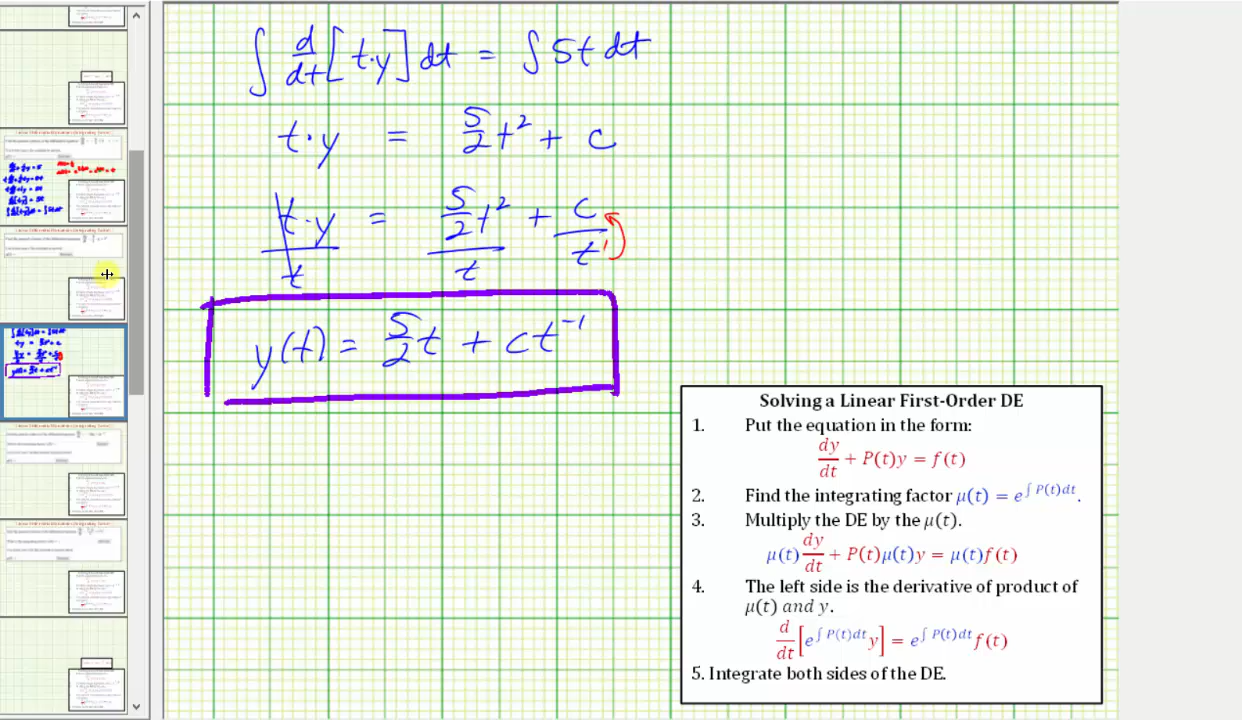 ∫ d/dt [t·y] dt = ∫ 5t dt
t·y = 5/2 t² + c
t·y/t = 5/2 t²/t + c/t¹
y(t) = 5/2 t + ct⁻¹
Solving a Linear First-Order DE
1. Put the equation in the form:
dy/dt + P(t)y = f(t)
2. Find the integrating factor μ(t) = e^∫ P(t)dt.
3. Multiply the DE by the μ(t).
μ(t) dy/dt + P(t)μ(t)y = μ(t)f(t)
4. The left side is the derivative of product of
μ(t) and y.
d/dt [e^∫ P(t)dt y] = e^∫ P(t)dt f(t)
5. Integrate both sides of the DE.